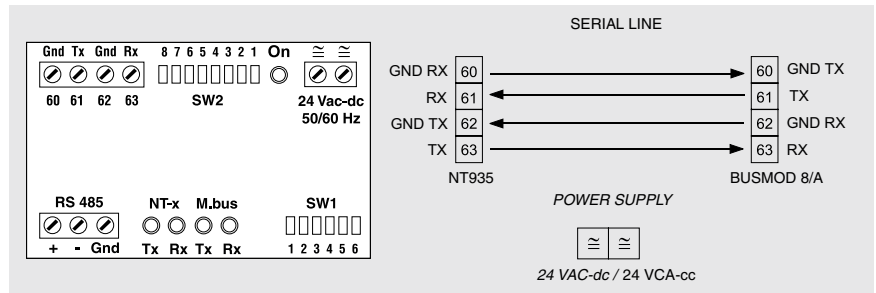 SERIAL LINE
Gnd Tx Gnd Rx 8 7 6 5 4 3 2 1 On ≅ ≅
60 61 62 63 SW2 24 Vac-dc
50/60 Hz
GND RX 60 60 GND TX
RX 61 61 TX
GND TX 62 62 GND RX
TX 63 63 RX
NT935 BUSMOD 8/A
RS 485 NT-x M.bus SW1
+ - Gnd Tx Rx Tx Rx 1 2 3 4 5 6
POWER SUPPLY
≅ ≅
24 VAC-dc / 24 VCA-cc